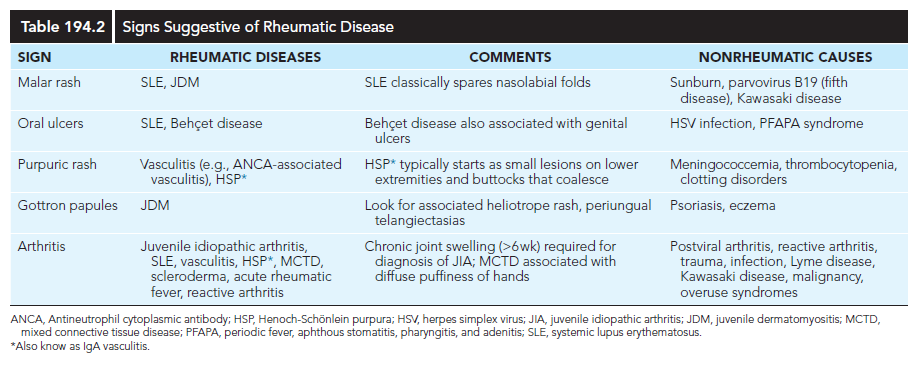 Table 194.2 Signs Suggestive of Rheumatic Disease
SIGN RHEUMATIC DISEASES COMMENTS NONRHEUMATIC CAUSES
Malar rash SLE, JDM SLE classically spares nasolabial folds Sunburn, parvovirus B19 (fifth
disease), Kawasaki disease
Oral ulcers SLE, Behçet disease Behçet disease also associated with genital HSV infection, PFAPA syndrome
ulcers
Purpuric rash Vasculitis (e.g., ANCA-associated HSP* typically starts as small lesions on lower Meningococcemia, thrombocytopenia,
vasculitis), HSP* extremities and buttocks that coalesce clotting disorders
Gottron papules JDM Look for associated heliotrope rash, periungual Psoriasis, eczema
telangiectasias
Arthritis Juvenile idiopathic arthritis, Chronic joint swelling (>6wk) required for Postviral arthritis, reactive arthritis,
SLE, vasculitis, HSP*, MCTD, diagnosis of JIA; MCTD associated with trauma, infection, Lyme disease,
scleroderma, acute rheumatic diffuse puffiness of hands Kawasaki disease, malignancy,
fever, reactive arthritis overuse syndromes
ANCA, Antineutrophil cytoplasmic antibody; HSP, Henoch-Schönlein purpura; HSV, herpes simplex virus; JIA, juvenile idiopathic arthritis; JDM, juvenile dermatomyositis; MCTD,
mixed connective tissue disease; PFAPA, periodic fever, aphthous stomatitis, pharyngitis, and adenitis; SLE, systemic lupus erythematosus.
*Also known as IgA vasculitis.